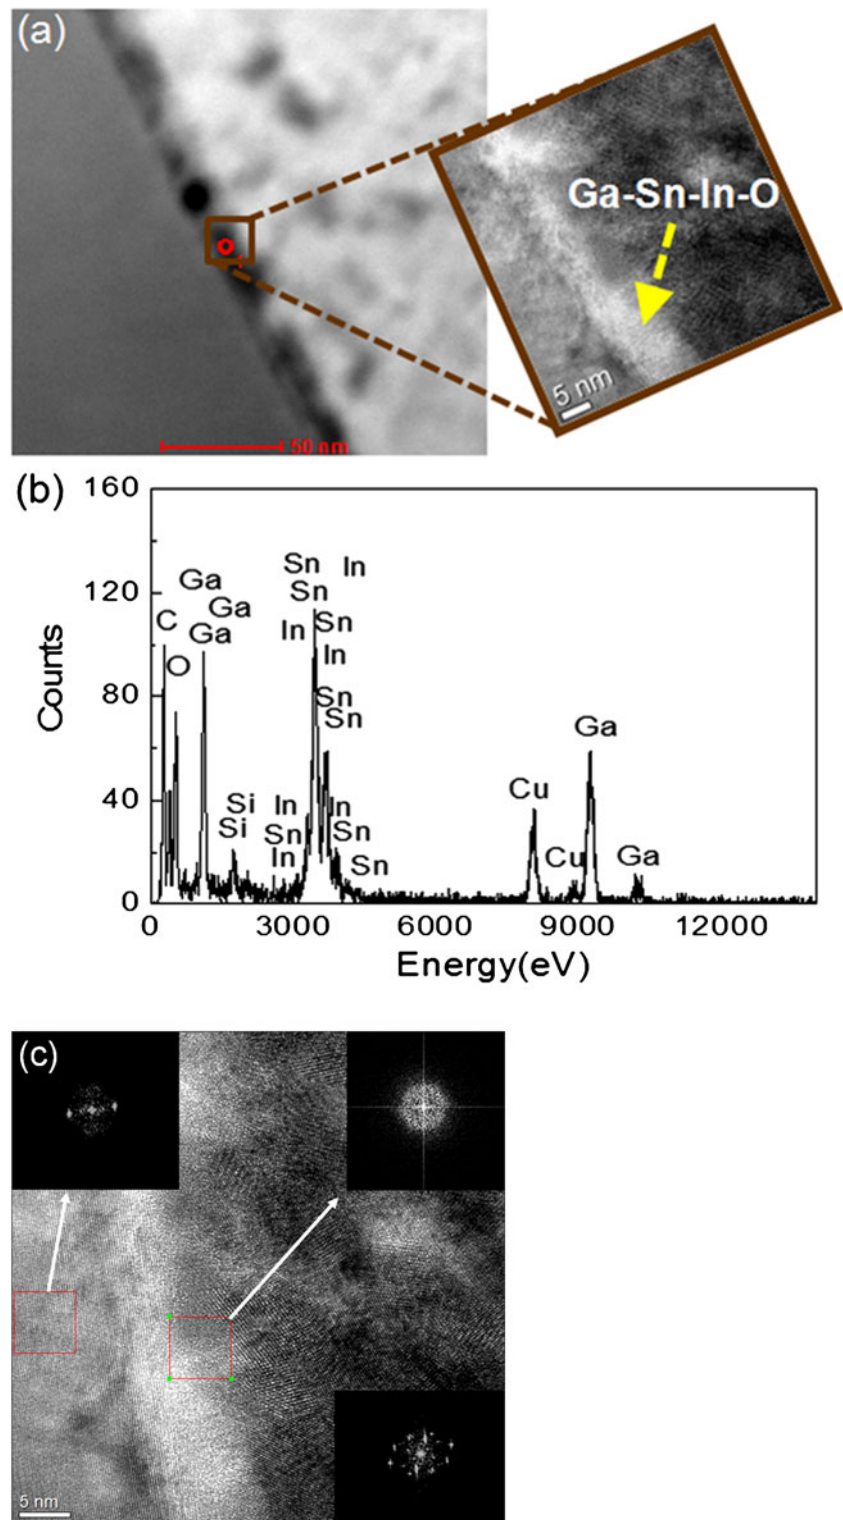 (a)
Ga-Sn-In-O
5 nm
50 nm
(b)
160
120
80
40
0
Counts
C
O
Ga
Ga
Ga
Si
Si
Sn
In
Sn
In
Sn
In
Sn
Sn
In
Sn
In
In
Sn
Sn
Cu
Cu
Ga
Ga
0
3000
6000
9000
12000
Energy(eV)
(c)
5 nm